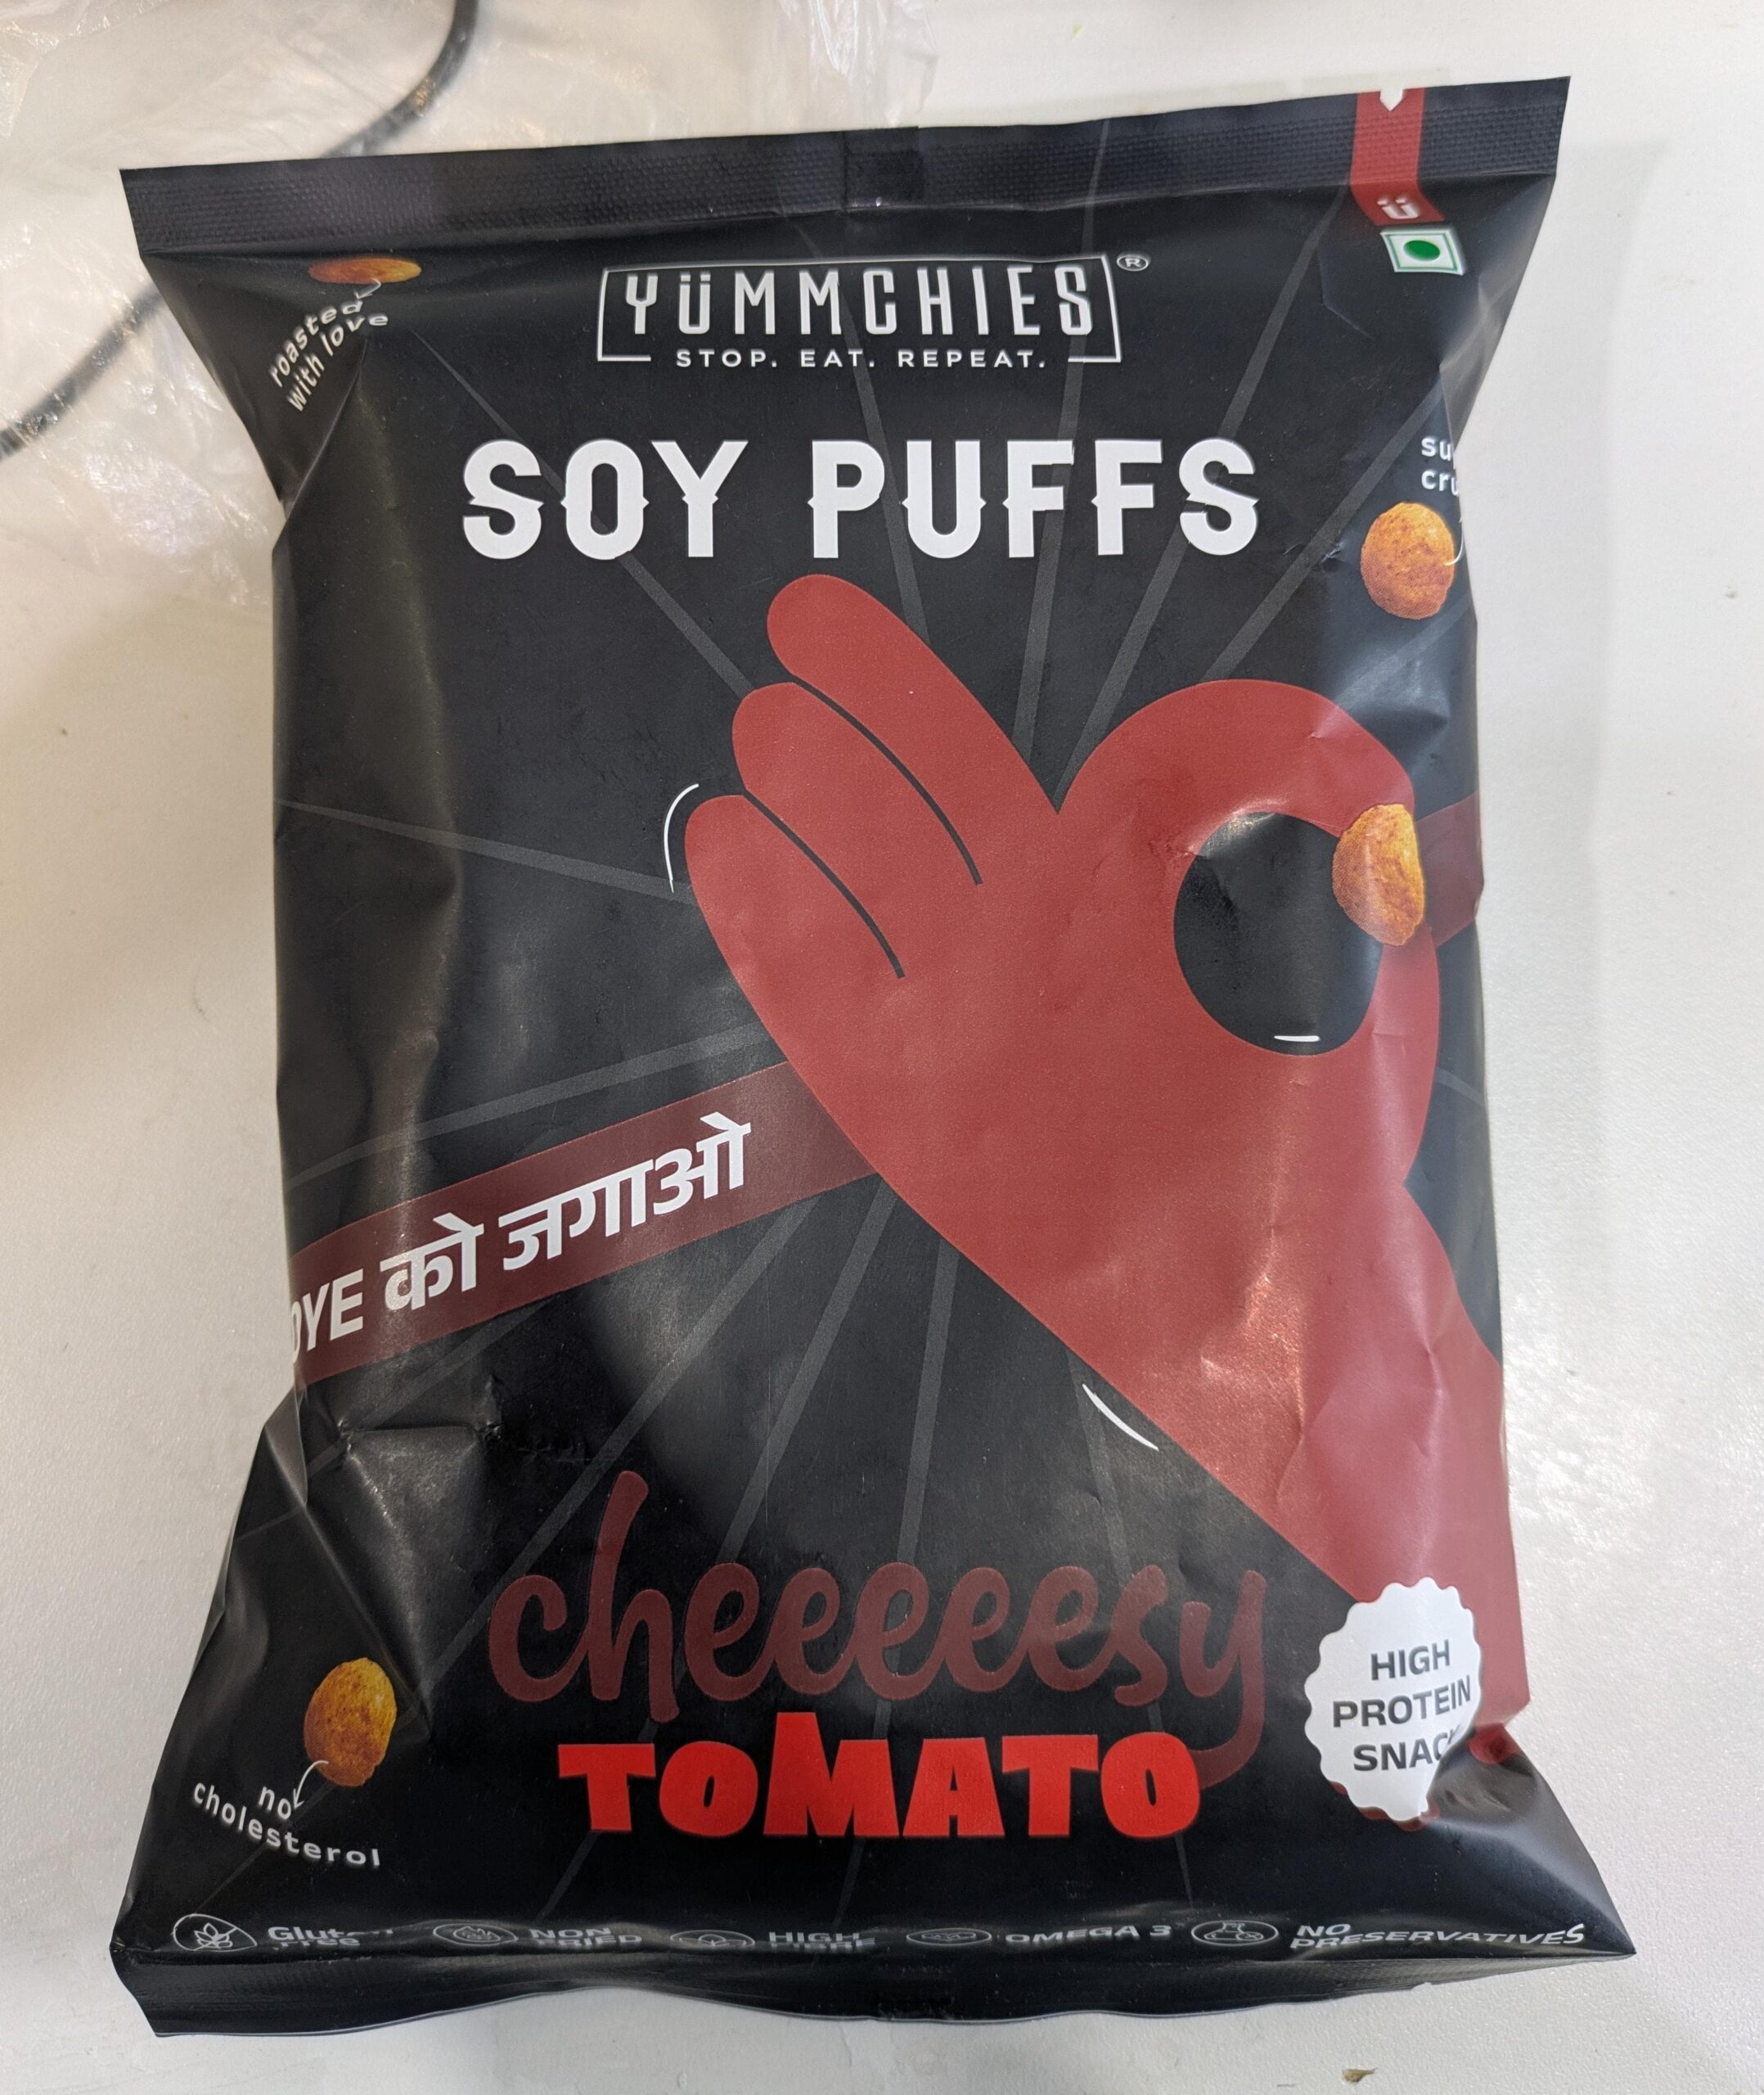 ü
YÜMMCHIES®
STOP. EAT. REPEAT.
roasted
with love
SOY PUFFS
को जगाओ
cheeeeesy
TOMATO
HIGH
PROTEIN
no
cholesterol
NON
FRIED
HIGH
OMEGA 3
NO
PRESERVATIVES